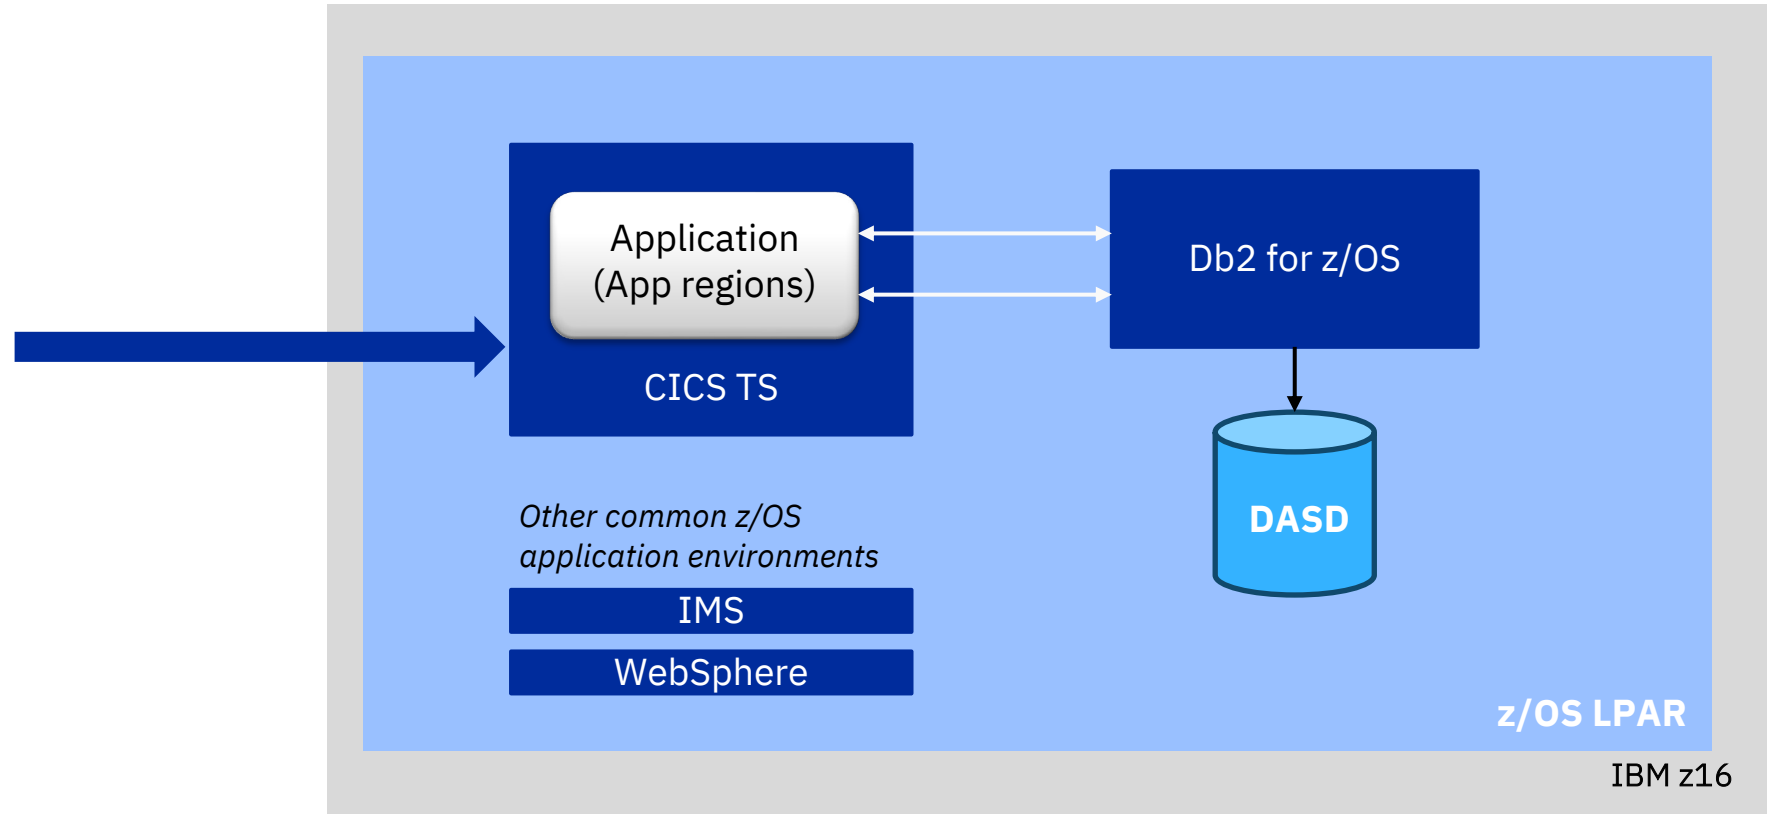 Application
(App regions)
CICS TS
Db2 for z/OS
DASD
Other common z/OS
application environments
IMS
WebSphere
z/OS LPAR
IBM z16